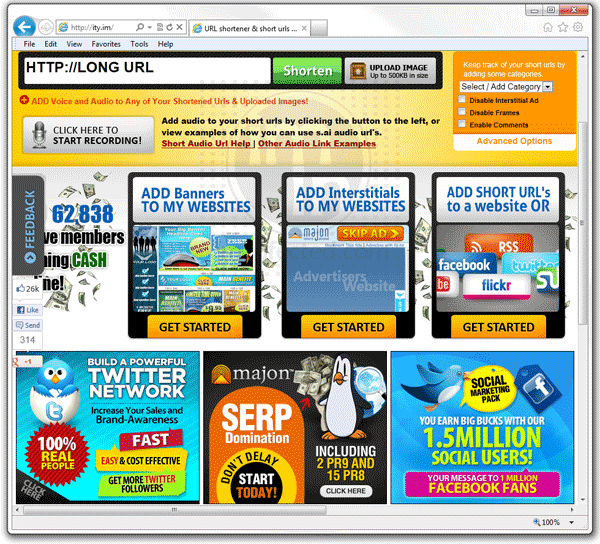 http://ity.im/
URL shortener & short urls ...
File Edit View Favorites Tools Help
HTTP://LONG URL
Shorten
UPLOAD IMAGE
Up to 500KB in size
Keep track of your short urls by
adding some categories.
Select / Add Category
Disable Interstitial Ad
Disable Frames
Enable Comments
Advanced Options
ADD Voice and Audio to Any of Your Shortened Urls & Uploaded Images!
CLICK HERE TO
START RECORDING!
Add audio to your short urls by clicking the button to the left, or
view examples of how you can use s.ai audio url's.
Short Audio Url Help | Other Audio Link Examples
FEEDBACK
62,838
ve members
ning CASH
ine!
26k
Like
Send
314
+1
ADD Banners
TO MY WEBSITES
BRAND NEW
GET STARTED
ADD Interstitials
TO MY WEBSITES
majon
SKIP AD
Advertisers
Website
GET STARTED
ADD SHORT URL's
to a website OR
RSS
facebook
twitte
flickr
GET STARTED
BUILD A POWERFUL
TWITTER
NETWORK
Increase Your Sales and
Brand-Awareness
100%
REAL
PEOPLE
FAST
EASY & COST EFFECTIVE
GET MORE TWITTER
FOLLOWERS
CLICK
HERE
majon
SERP
Domination
DON'T DELAY
START
TODAY!
INCLUDING
2 PR9 AND
15 PR8
CLICK HERE
SOCIAL
MARKETING
PACK
YOU EARN BIG BUCKS WITH OUR
1.5MILLION
SOCIAL USERS!
YOUR MESSAGE TO 1 MILLION
FACEBOOK FANS
100%